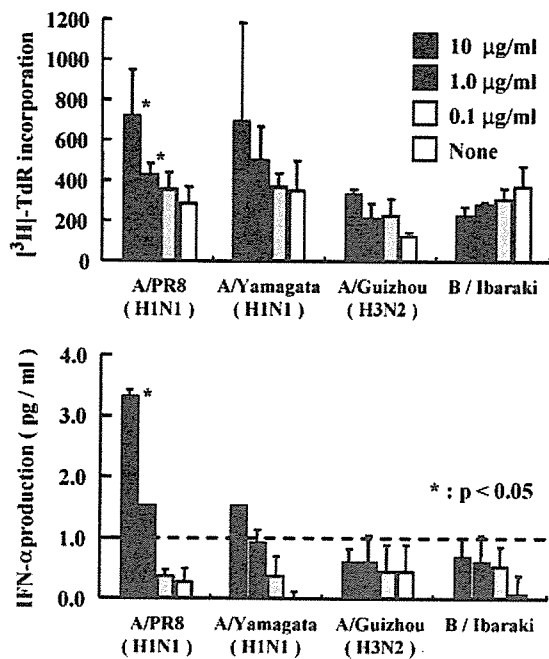 1200
1000
800
600
400
200
0
[³H]-TdR incorporation
10 µg/ml
1.0 µg/ml
0.1 µg/ml
None
*
*
A/PR8 A/Yamagata A/Guizhou B / Ibaraki
( H1N1 ) ( H1N1 ) ( H3N2 )
4.0
3.0
2.0
1.0
0.0
IFN-α production ( pg / ml )
*
* : p < 0.05
A/PR8 A/Yamagata A/Guizhou B / Ibaraki
(H1N1) ( H1N1 ) ( H3N2 )